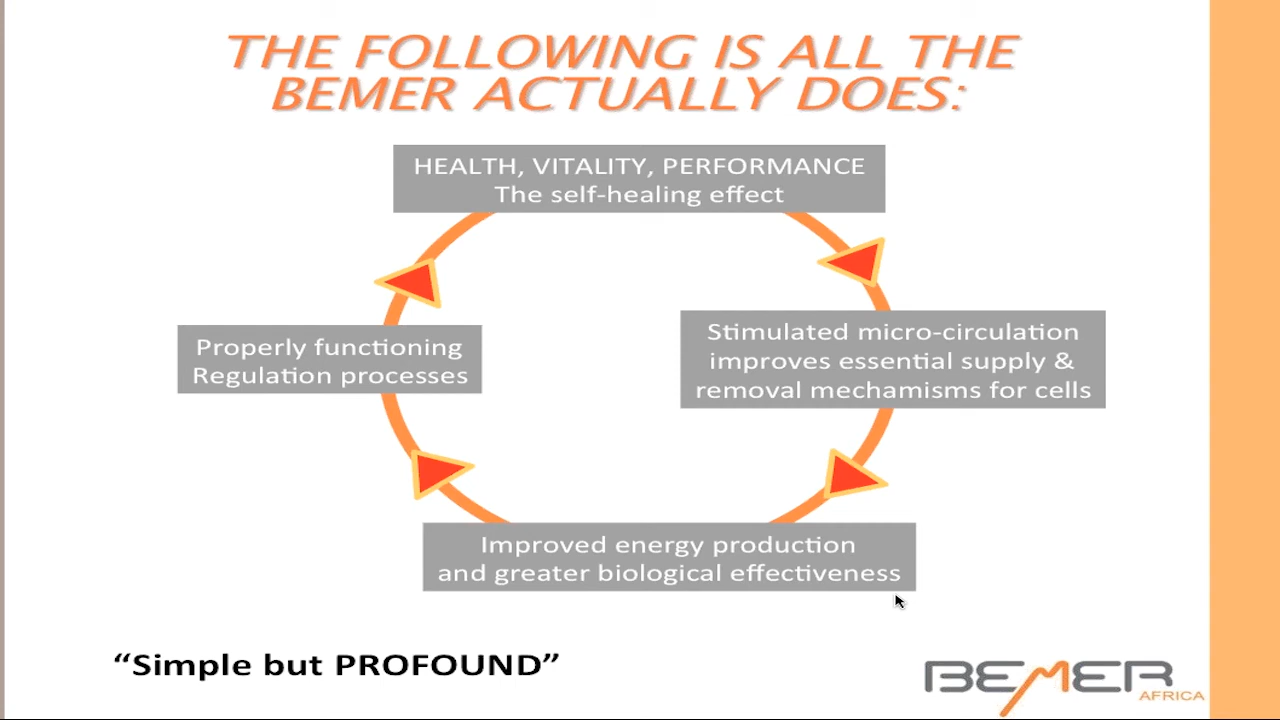 THE FOLLOWING IS ALL THE
BEMER ACTUALLY DOES:
HEALTH, VITALITY, PERFORMANCE
The self-healing effect
Stimulated micro-circulation
improves essential supply &
removal mechamisms for cells
Improved energy production
and greater biological effectiveness
Properly functioning
Regulation processes
“Simple but PROFOUND”
BEMER
AFRICA